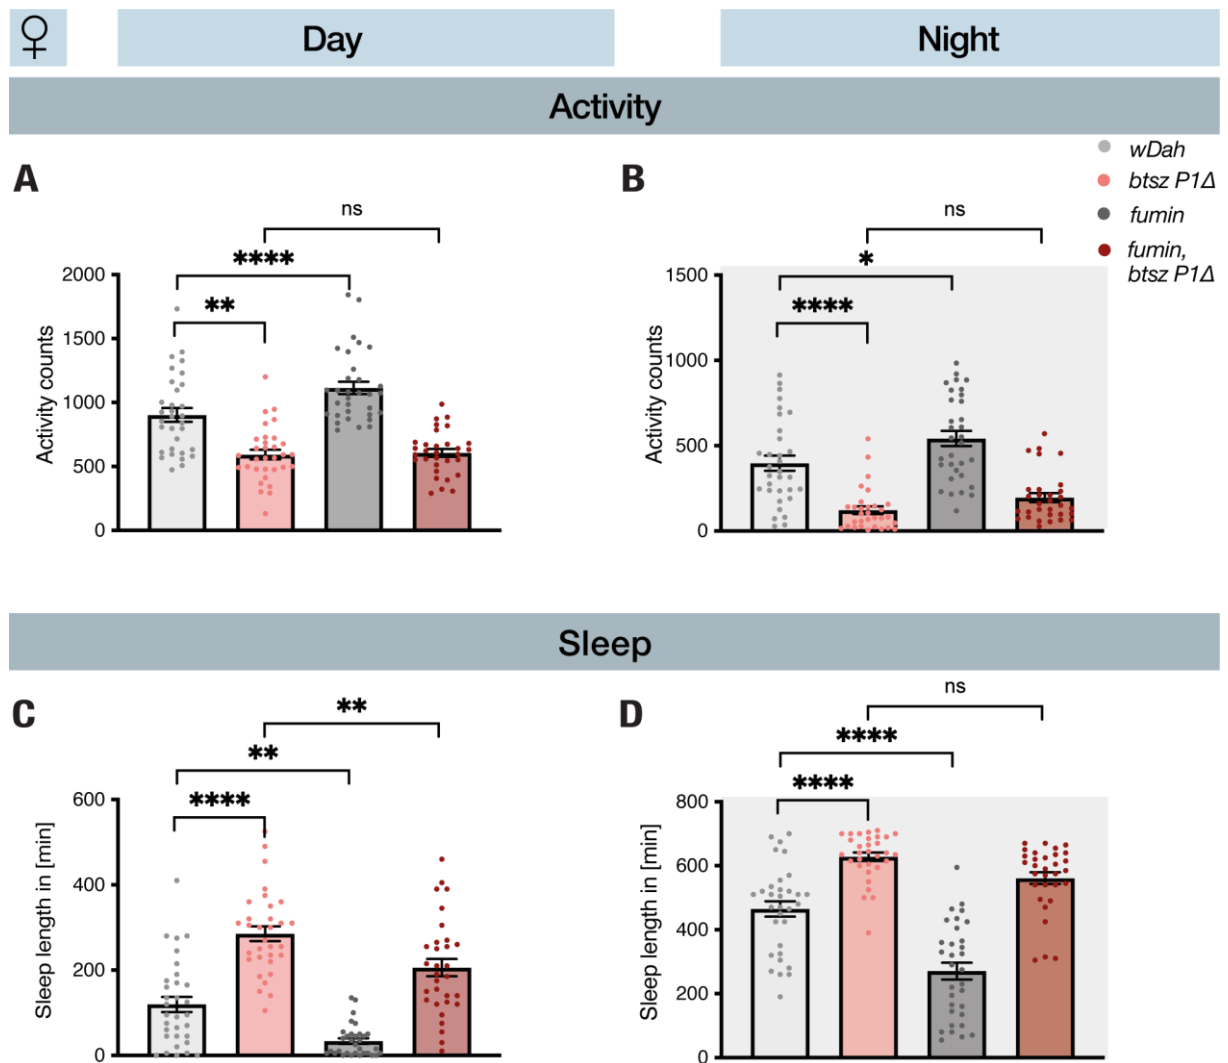 ♀ Day Night
Activity
A
B
wDah
btsz P1Δ
fumin
fumin,
btsz P1Δ
ns
****
**
2000
1500
1000
500
0
Activity counts
ns
*
****
1500
1000
500
0
Activity counts
Sleep
C
**
**
****
600
400
200
0
Sleep length in [min]
D
ns
****
****
800
600
400
200
0
Sleep length in [min]